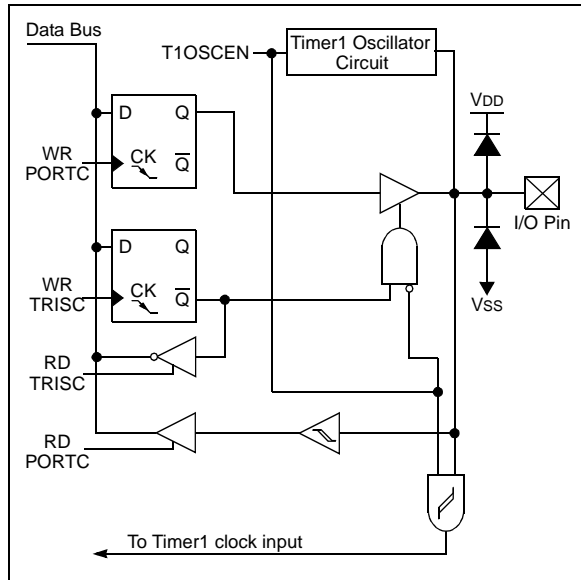 Data Bus
T1OSCEN
Timer1 Oscillator
Circuit
VDD
D Q
WR
PORTC
CK
Q
I/O Pin
D Q
WR
TRISC
CK
Q
VSS
RD
TRISC
RD
PORTC
To Timer1 clock input